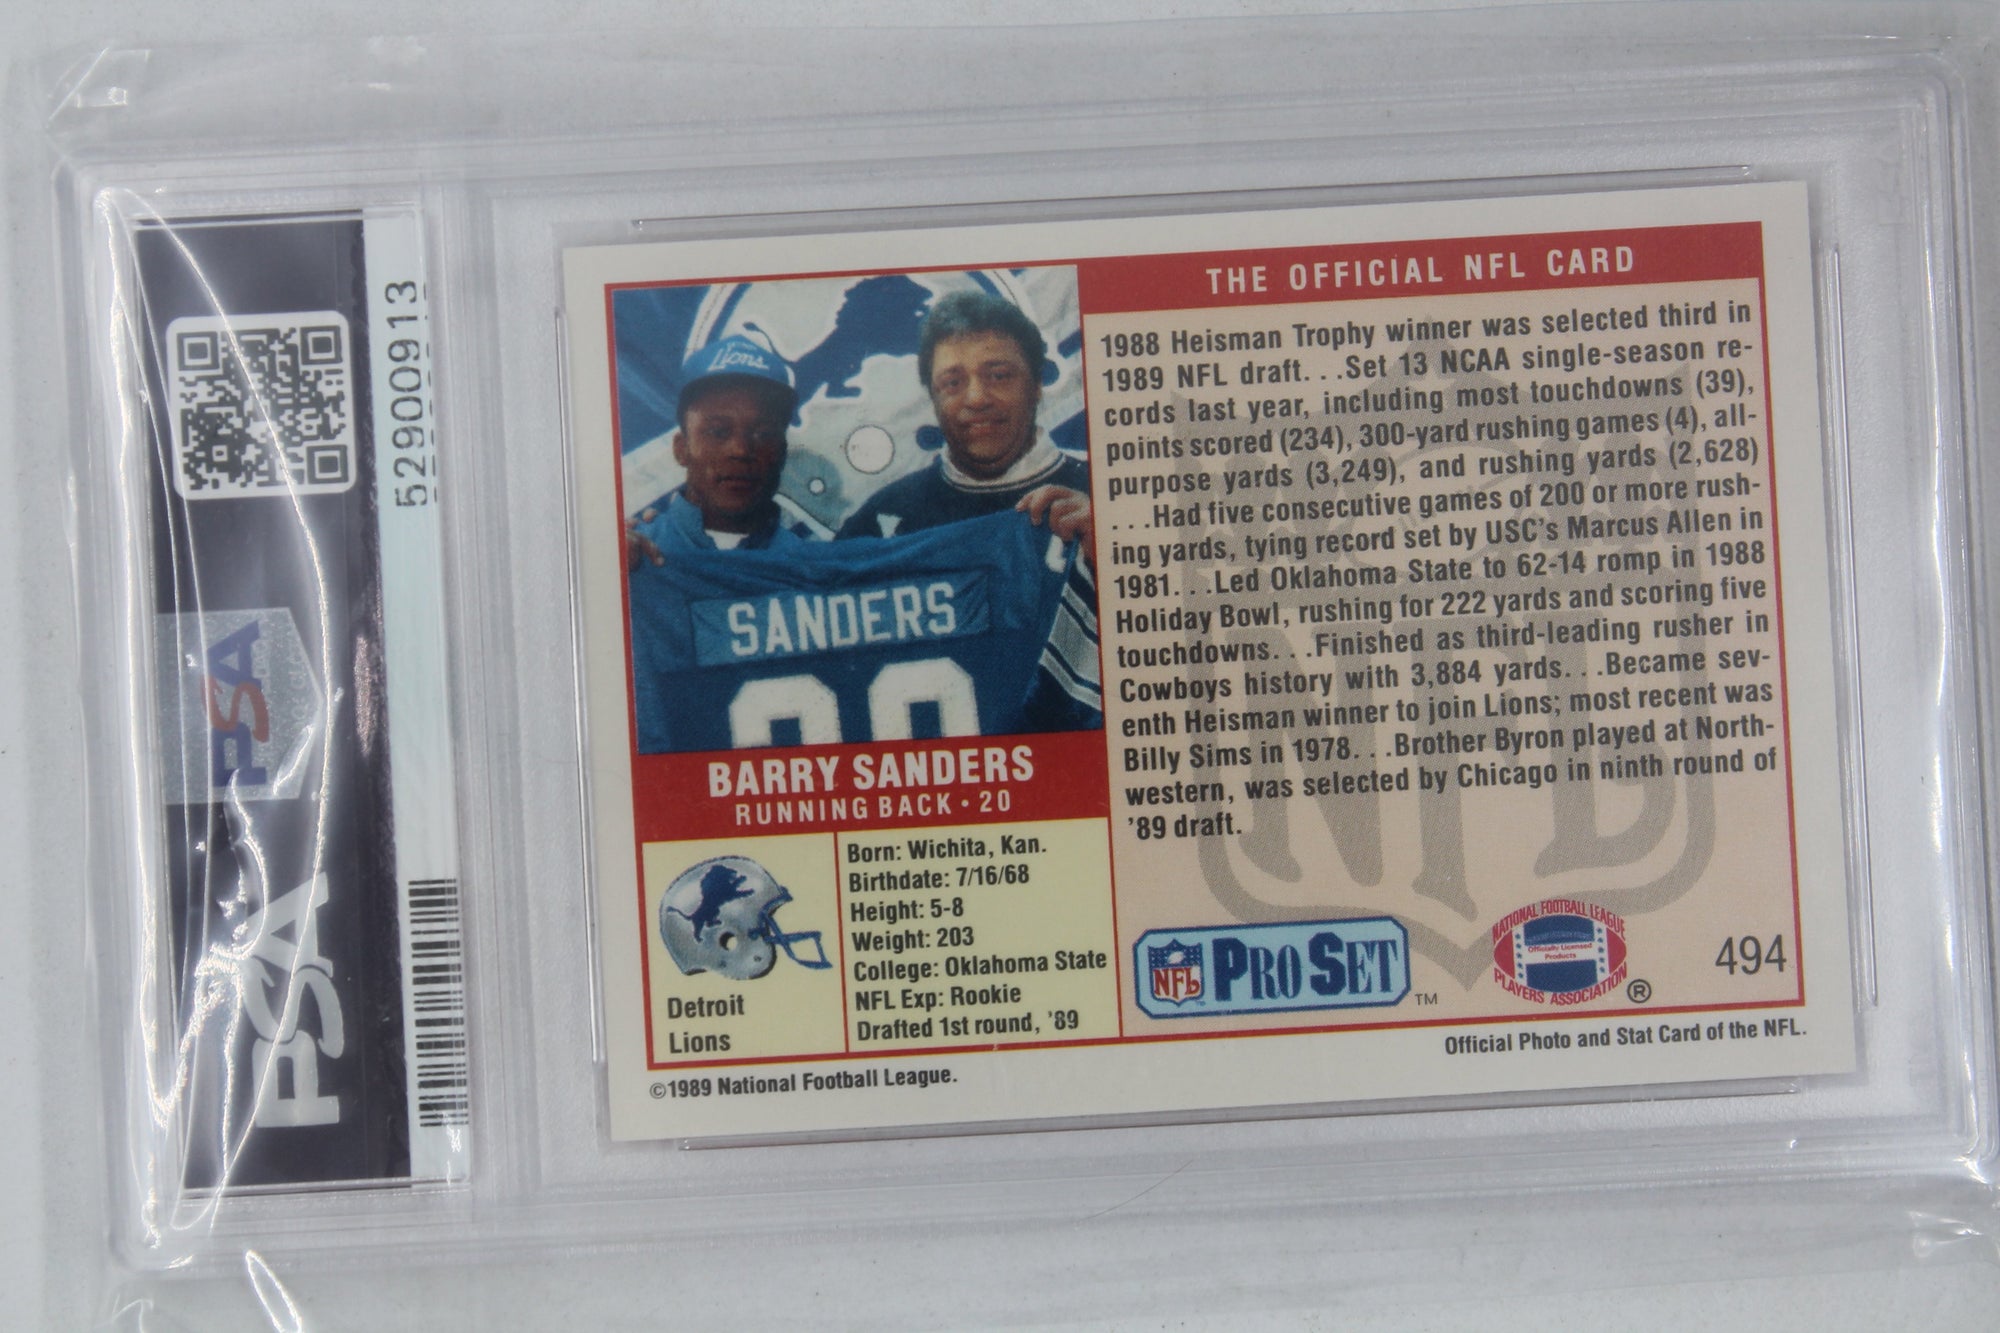 52900913
PSA
PSA
THE OFFICIAL NFL CARD
1988 Heisman Trophy winner was selected third in
1989 NFL draft. . .Set 13 NCAA single-season re-
cords last year, including most touchdowns (39),
points scored (234), 300-yard rushing games (4), all-
purpose yards (3,249), and rushing yards (2,628)
. . .Had five consecutive games of 200 or more rush-
ing yards, tying record set by USC's Marcus Allen in
1981. . .Led Oklahoma State to 62-14 romp in 1988
Holiday Bowl, rushing for 222 yards and scoring five
touchdowns. . .Finished as third-leading rusher in
Cowboys history with 3,884 yards. . .Became sev-
enth Heisman winner to join Lions; most recent was
Billy Sims in 1978. . .Brother Byron played at North-
western, was selected by Chicago in ninth round of
'89 draft.
NFL
Lions
SANDERS
20
BARRY SANDERS
RUNNING BACK • 20
Detroit
Lions
Born: Wichita, Kan.
Birthdate: 7/16/68
Height: 5-8
Weight: 203
College: Oklahoma State
NFL Exp: Rookie
Drafted 1st round, '89
NFL PRO SET TM
NATIONAL FOOTBALL LEAGUE
Officially Licensed
Products
PLAYERS ASSOCIATION ®
494
©1989 National Football League.
Official Photo and Stat Card of the NFL.